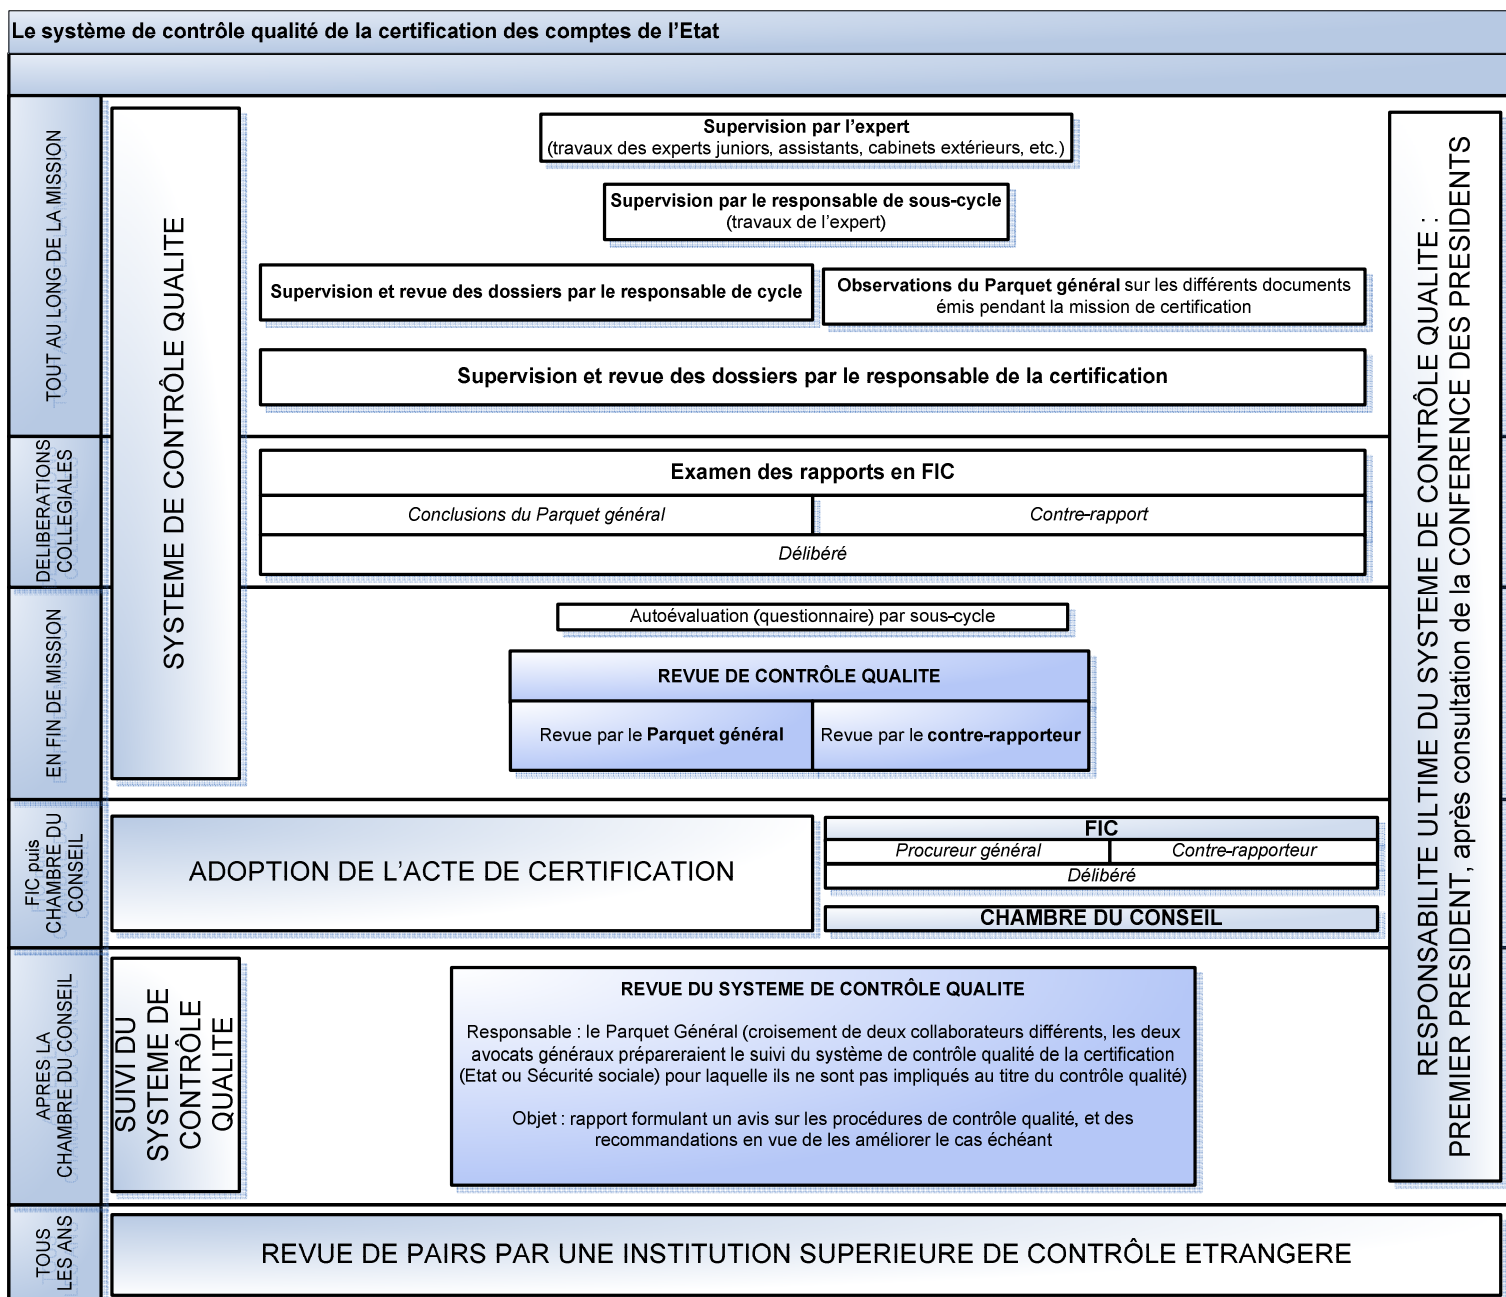 Le système de contrôle qualité de la certification des comptes de l'Etat
TOUT AU LONG DE LA MISSION
SYSTEME DE CONTRÔLE QUALITE
Supervision par l'expert
(travaux des experts juniors, assistants, cabinets extérieurs, etc.)
Supervision par le responsable de sous-cycle
(travaux de l'expert)
Supervision et revue des dossiers par le responsable de cycle
Observations du Parquet général sur les différents documents
émis pendant la mission de certification
Supervision et revue des dossiers par le responsable de la certification
RESPONSABILITE ULTIME DU SYSTEME DE CONTRÔLE QUALITE :
PREMIER PRESIDENT, après consultation de la CONFERENCE DES PRESIDENTS
DELIBERATIONS
COLLEGIALES
Examen des rapports en FIC
Conclusions du Parquet général
Contre-rapport
Délibéré
EN FIN DE MISSION
Autoévaluation (questionnaire) par sous-cycle
REVUE DE CONTRÔLE QUALITE
Revue par le Parquet général
Revue par le contre-rapporteur
FIC puis
CHAMBRE DU
CONSEIL
ADOPTION DE L'ACTE DE CERTIFICATION
FIC
Procureur général
Contre-rapporteur
Délibéré
CHAMBRE DU CONSEIL
APRES LA
CHAMBRE DU CONSEIL
SUIVI DU
SYSTEME DE
CONTRÔLE
QUALITE
REVUE DU SYSTEME DE CONTRÔLE QUALITE
Responsable : le Parquet Général (croisement de deux collaborateurs différents, les deux
avocats généraux prépareraient le suivi du système de contrôle qualité de la certification
(Etat ou Sécurité sociale) pour laquelle ils ne sont pas impliqués au titre du contrôle qualité)
Objet : rapport formulant un avis sur les procédures de contrôle qualité, et des
recommandations en vue de les améliorer le cas échéant
TOUS
LES ANS
REVUE DE PAIRS PAR UNE INSTITUTION SUPERIEURE DE CONTRÔLE ETRANGERE